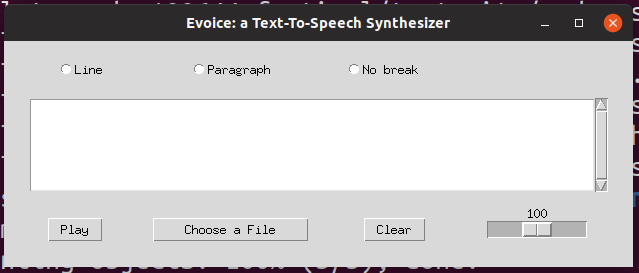 Evoice: a Text-To-Speech Synthesizer
Line Paragraph No break
100
Play Choose a File Clear